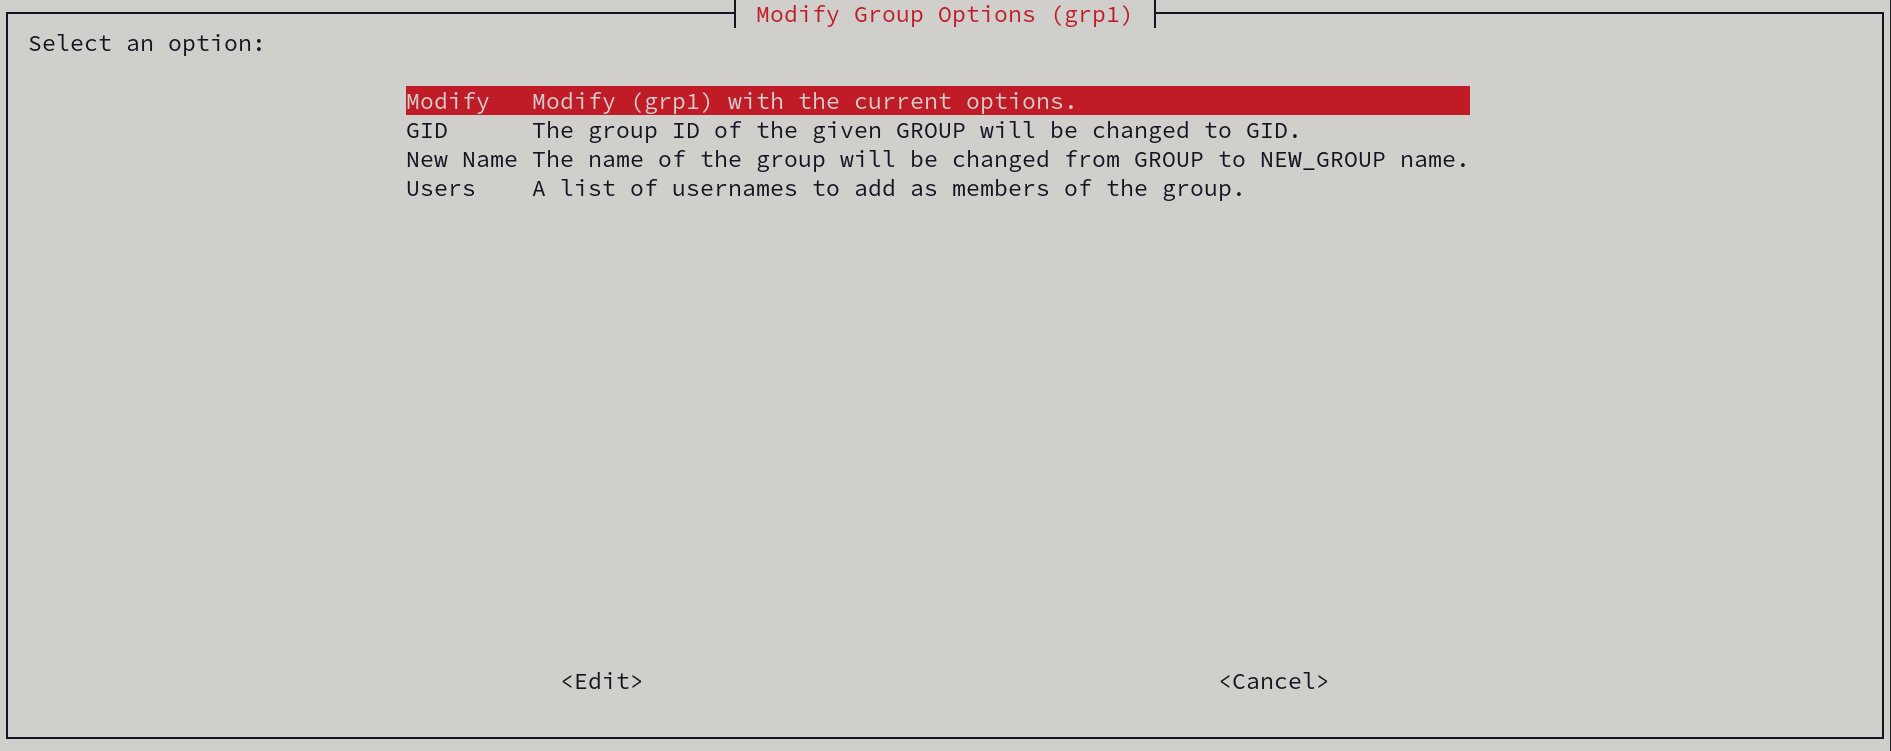 Modify Group Options (grp1)
Select an option:
Modify   Modify (grp1) with the current options.
GID      The group ID of the given GROUP will be changed to GID.
New Name The name of the group will be changed from GROUP to NEW_GROUP name.
Users    A list of usernames to add as members of the group.
<Edit>                                         <Cancel>